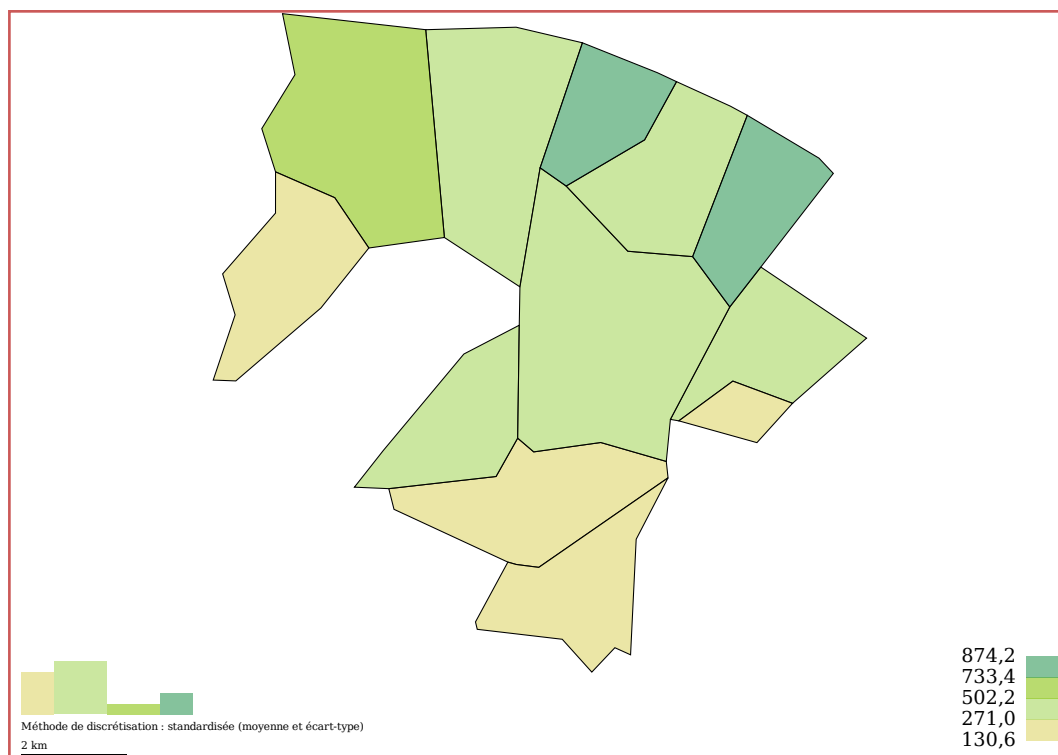 874,2
733,4
502,2
271,0
130,6
Méthode de discrétisation : standardisée (moyenne et écart-type)
2 km